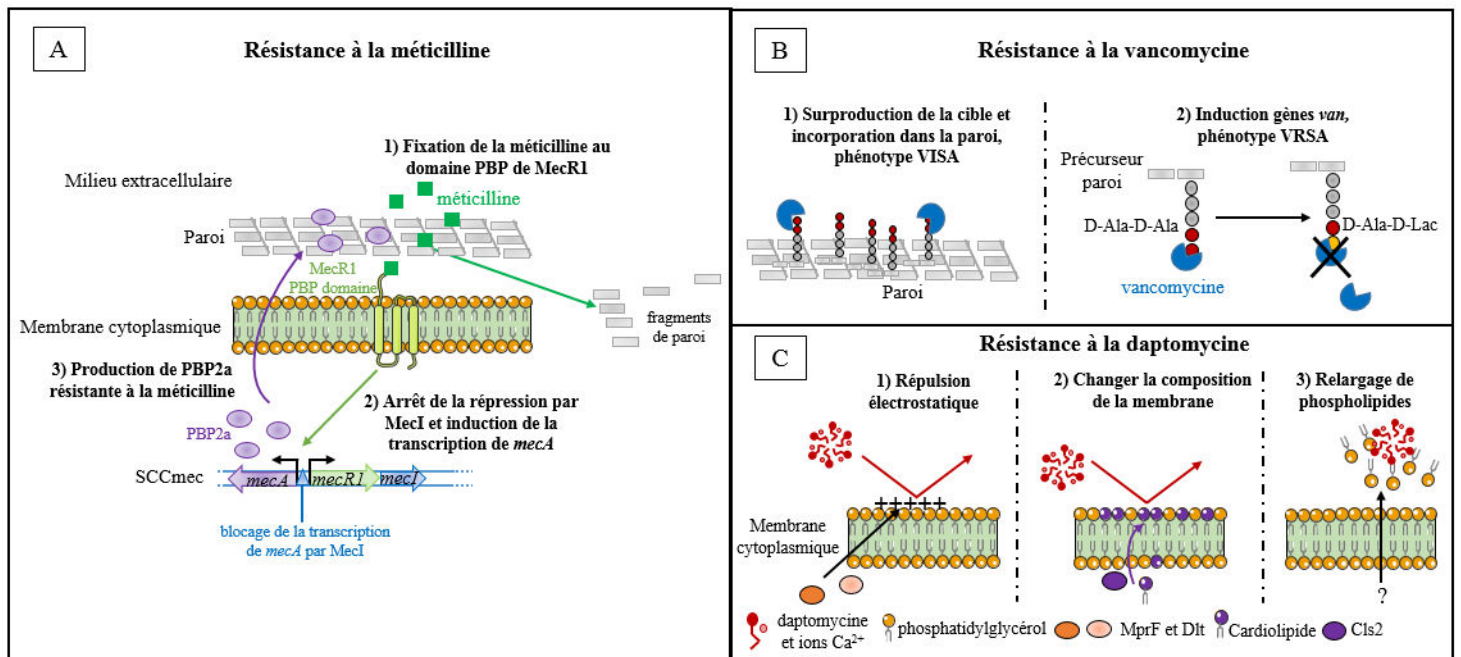 A
Résistance à la méticilline
1) Fixation de la méticilline au
domaine PBP de MecR1
Milieu extracellulaire
méticilline
Paroi
MecR1
PBP domaine
fragments
de paroi
Membrane cytoplasmique
3) Production de PBP2a
résistante à la méticilline
2) Arrêt de la répression par
MecI et induction de la
transcription de mecA
PBP2a
SCCmec
mecA
mecR1
mecI
blocage de la transcription
de mecA par MecI
B
Résistance à la vancomycine
1) Surproduction de la cible et
incorporation dans la paroi,
phénotype VISA
Paroi
2) Induction gènes van,
phénotype VRSA
Précurseur
paroi
D-Ala-D-Ala
D-Ala-D-Lac
vancomycine
C
Résistance à la daptomycine
1) Répulsion
électrostatique
2) Changer la composition
de la membrane
3) Relargage de
phospholipides
+++++
Membrane
cytoplasmique
?
daptomycine
et ions Ca2+
phosphatidylglycérol
MprF et Dlt
Cardiolipide
Cls2